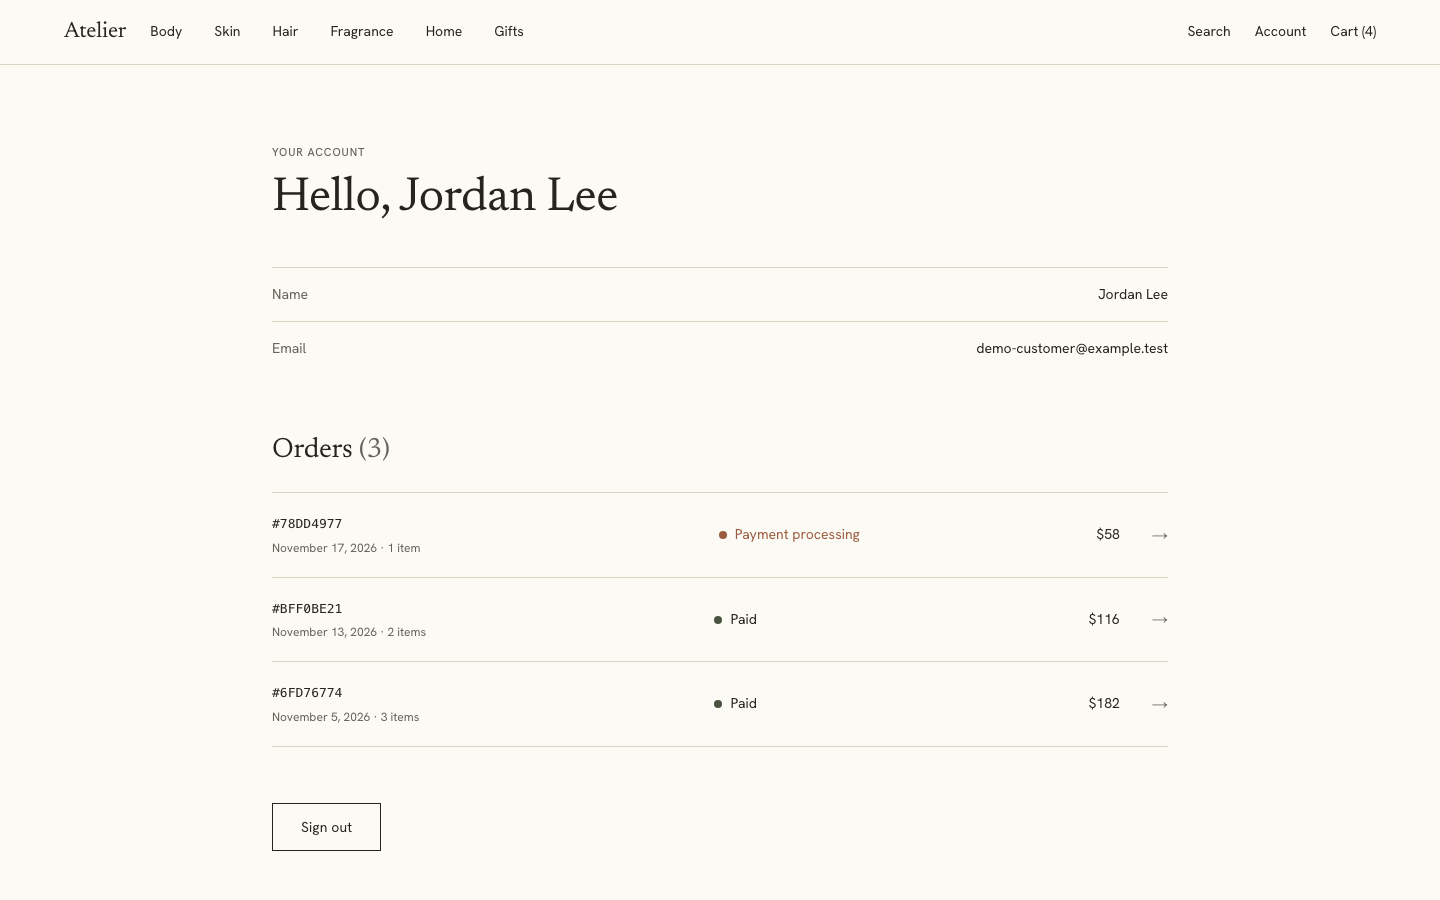 Atelier Body Skin Hair Fragrance Home Gifts Search Account Cart (4)
YOUR ACCOUNT
Hello, Jordan Lee
Name Jordan Lee
Email demo-customer@example.test
Orders (3)
#78DD4977
November 17, 2026 · 1 item
Payment processing $58 →
#BFF0BE21
November 13, 2026 · 2 items
Paid $116 →
#6FD76774
November 5, 2026 · 3 items
Paid $182 →
Sign out